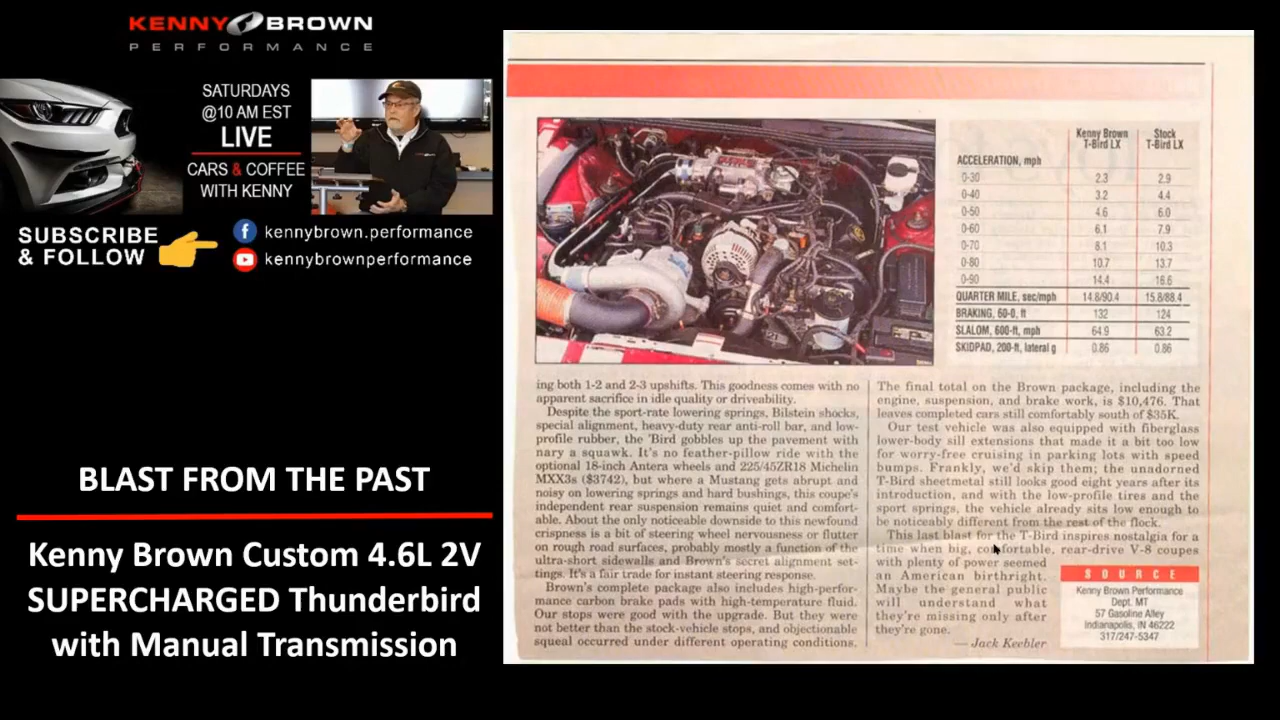 KENNY BROWN
PERFORMANCE
SATURDAYS
@10 AM EST
LIVE
CARS & COFFEE
WITH KENNY
SUBSCRIBE
& FOLLOW
kennybrown.performance
kennybrownperformance
BLAST FROM THE PAST
Kenny Brown Custom 4.6L 2V
SUPERCHARGED Thunderbird
with Manual Transmission
Kenny Brown Stock
T-Bird LX T-Bird LX
ACCELERATION, mph
0-30 2.3 2.9
0-40 3.2 4.4
0-50 4.6 6.0
0-60 6.1 7.9
0-70 8.1 10.3
0-80 10.7 13.7
0-90 14.4 16.6
QUARTER MILE, sec/mph 14.8/90.4 15.8/88.4
BRAKING, 60-0, ft 132 124
SLALOM, 600-ft, mph 64.9 63.2
SKIDPAD, 200-ft, lateral g 0.86 0.86
ing both 1-2 and 2-3 upshifts. This goodness comes with no
apparent sacrifice in idle quality or driveability.
Despite the sport-rate lowering springs, Bilstein shocks,
special alignment, heavy-duty rear anti-roll bar, and low-
profile rubber, the 'Bird gobbles up the pavement with
nary a squawk. It's no feather-pillow ride with the
optional 18-inch Antera wheels and 225/45ZR18 Michelin
MXX3s ($3742), but where a Mustang gets abrupt and
noisy on lowering springs and hard bushings, this coupe's
independent rear suspension remains quiet and comfort-
able. About the only noticeable downside to this newfound
crispness is a bit of steering wheel nervousness or flutter
on rough road surfaces, probably mostly a function of the
ultra-short sidewalls and Brown's secret alignment set-
tings. It's a fair trade for instant steering response.
Brown's complete package also includes high-perfor-
mance carbon brake pads with high-temperature fluid.
Our stops were good with the upgrade. But they were
not better than the stock-vehicle stops, and objectionable
squeal occurred under different operating conditions.
The final total on the Brown package, including the
engine, suspension, and brake work, is $10,476. That
leaves completed cars still comfortably south of $35K.
Our test vehicle was also equipped with fiberglass
lower-body sill extensions that made it a bit too low
for worry-free cruising in parking lots with speed
bumps. Frankly, we'd skip them; the unadorned
T-Bird sheetmetal still looks good eight years after its
introduction, and with the low-profile tires and the
sport springs, the vehicle already sits low enough to
be noticeably different from the rest of the flock.
This last blast for the T-Bird inspires nostalgia for a
time when big, comfortable, rear-drive V-8 coupes
with plenty of power seemed
an American birthright.
Maybe the general public
will understand what
they're missing only after
they're gone.
— Jack Keebler
SOURCE
Kenny Brown Performance
Dept. MT
57 Gasoline Alley
Indianapolis, IN 46222
317/247-5347